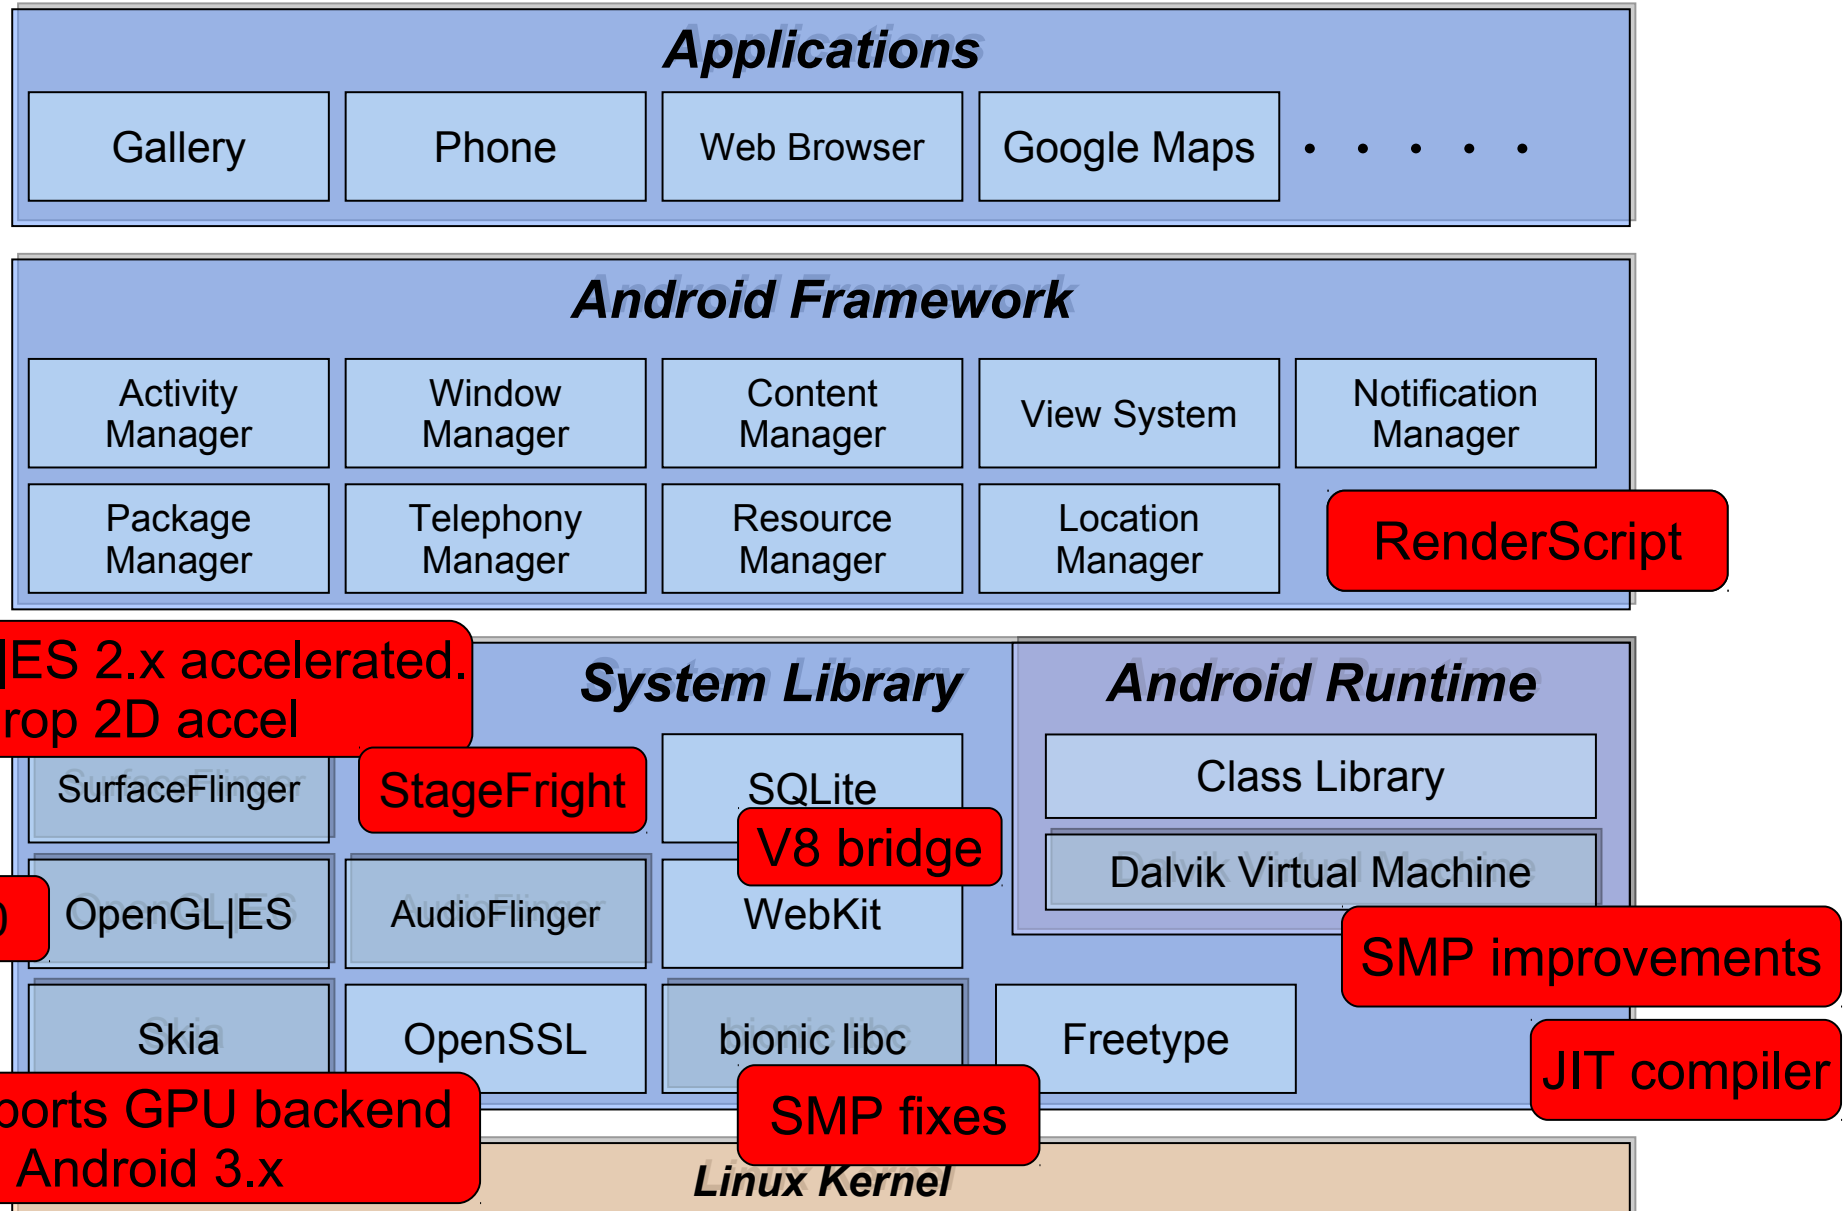 Applications
Gallery
Phone
Web Browser
Google Maps
. . . . .
Android Framework
Activity
Manager
Window
Manager
Content
Manager
View System
Notification
Manager
Package
Manager
Telephony
Manager
Resource
Manager
Location
Manager
RenderScript
|ES 2.x accelerated.
rop 2D accel
System Library
Android Runtime
SurfaceFlinger
StageFright
SQLite
Class Library
V8 bridge
Dalvik Virtual Machine
OpenGL|ES
AudioFlinger
WebKit
SMP improvements
Skia
OpenSSL
bionic libc
Freetype
JIT compiler
ports GPU backend
Android 3.x
SMP fixes
Linux Kernel